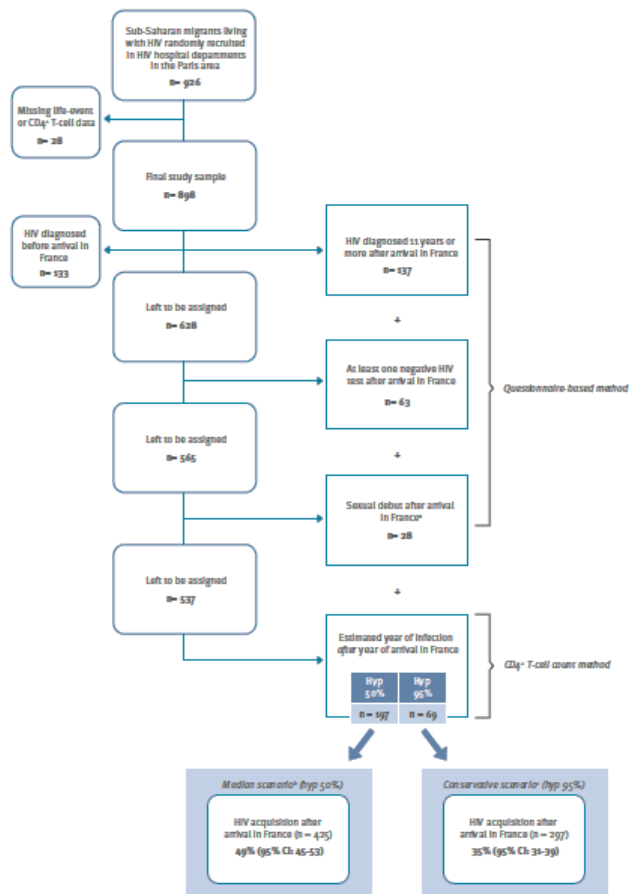 Sub-Saharan migrants living
with HIV randomly recruited
in HIV hospital departments
in the Paris area
n= 926
Missing life-event
or CD4⁺ T-cell data
n= 28
Final study sample
n= 898
HIV diagnosed
before arrival in
France
n= 133
HIV diagnosed 11 years or
more after arrival in France
n= 137
Left to be assigned
n= 628
+
At least one negative HIV
test after arrival in France
n= 63
Questionnaire-based method
Left to be assigned
n= 565
+
Sexual debut after arrival
in Franceᵃ
n= 28
Left to be assigned
n= 537
+
Estimated year of infection
after year of arrival in France
CD4⁺ T-cell count method
Hyp
50%
Hyp
95%
n = 197
n = 69
Median scenarioᵇ (hyp 50%)
HIV acquisition after
arrival in France (n = 425)
49% (95% CI: 45-53)
Conservative scenarioᶜ (hyp 95%)
HIV acquisition after
arrival in France (n = 297)
35% (95% CI: 31-39)